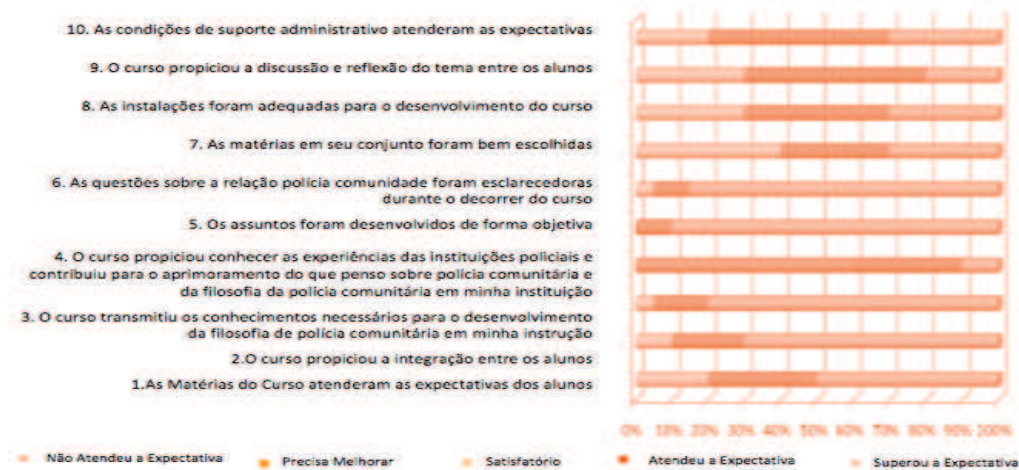 10. As condições de suporte administrativo atenderam as expectativas
9. O curso propiciou a discussão e reflexão do tema entre os alunos
8. As instalações foram adequadas para o desenvolvimento do curso
7. As matérias em seu conjunto foram bem escolhidas
6. As questões sobre a relação polícia comunidade foram esclarecedoras
durante o decorrer do curso
5. Os assuntos foram desenvolvidos de forma objetiva
4. O curso propiciou conhecer as experiências das instituições policiais e
contribuiu para o aprimoramento do que penso sobre polícia comunitária e
da filosofia da polícia comunitária em minha instituição
3. O curso transmitiu os conhecimentos necessários para o desenvolvimento
da filosofia de polícia comunitária em minha instrução
2.O curso propiciou a integração entre os alunos
1.As Matérias do Curso atenderam as expectativas dos alunos
0% 10% 20% 30% 40% 50% 60% 70% 80% 90% 100%
Não Atendeu a Expectativa Precisa Melhorar Satisfatório Atendeu a Expectativa Superou a Expectativa